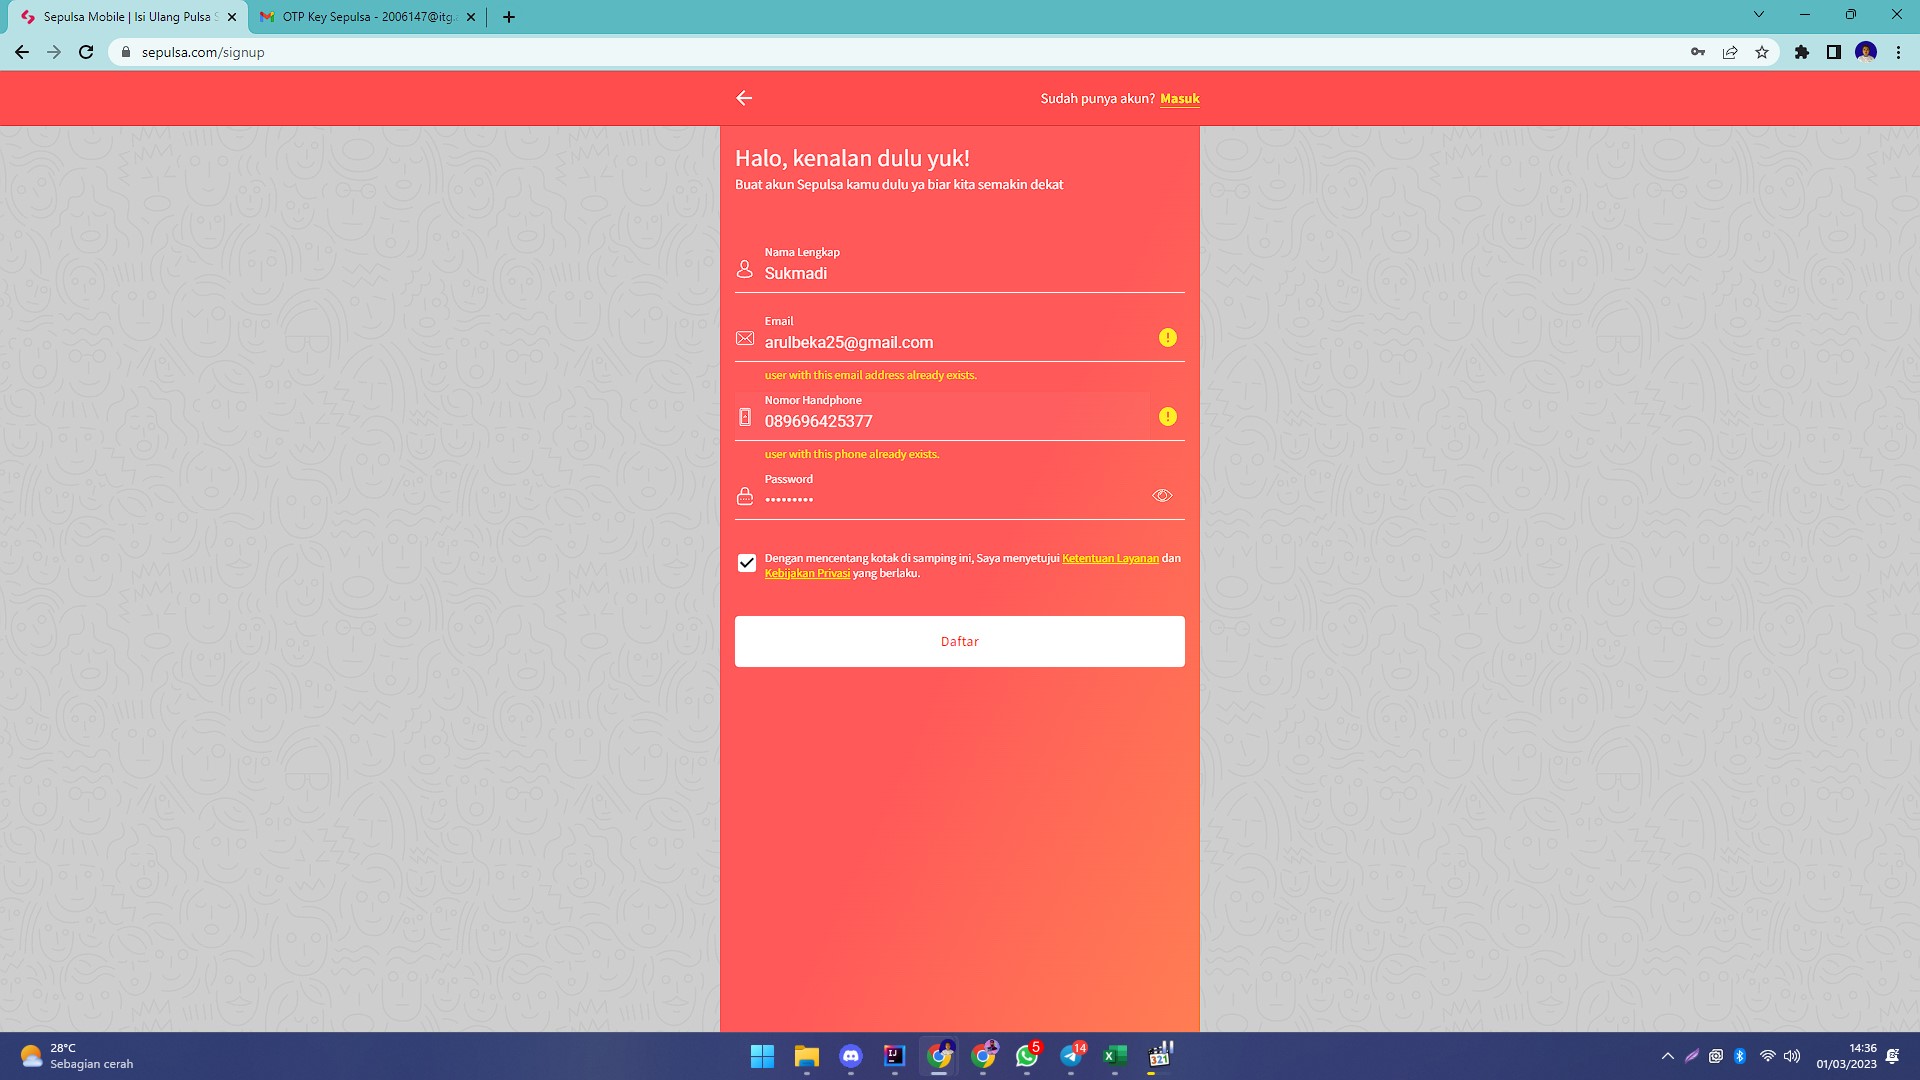 Sepulsa Mobile | Isi Ulang Pulsa S
OTP Key Sepulsa - 2006147@itg.
sepulsa.com/signup
Sudah punya akun? Masuk
Halo, kenalan dulu yuk!
Buat akun Sepulsa kamu dulu ya biar kita semakin dekat
Nama Lengkap
Sukmadi
Email
arulbeka25@gmail.com
user with this email address already exists.
Nomor Handphone
089696425377
user with this phone already exists.
Password
•••••••••
Dengan mencentang kotak di samping ini, Saya menyetujui Ketentuan Layanan dan
Kebijakan Privasi yang berlaku.
Daftar
28°C
Sebagian cerah
IJ
5
14
X
321
14:36
01/03/2023